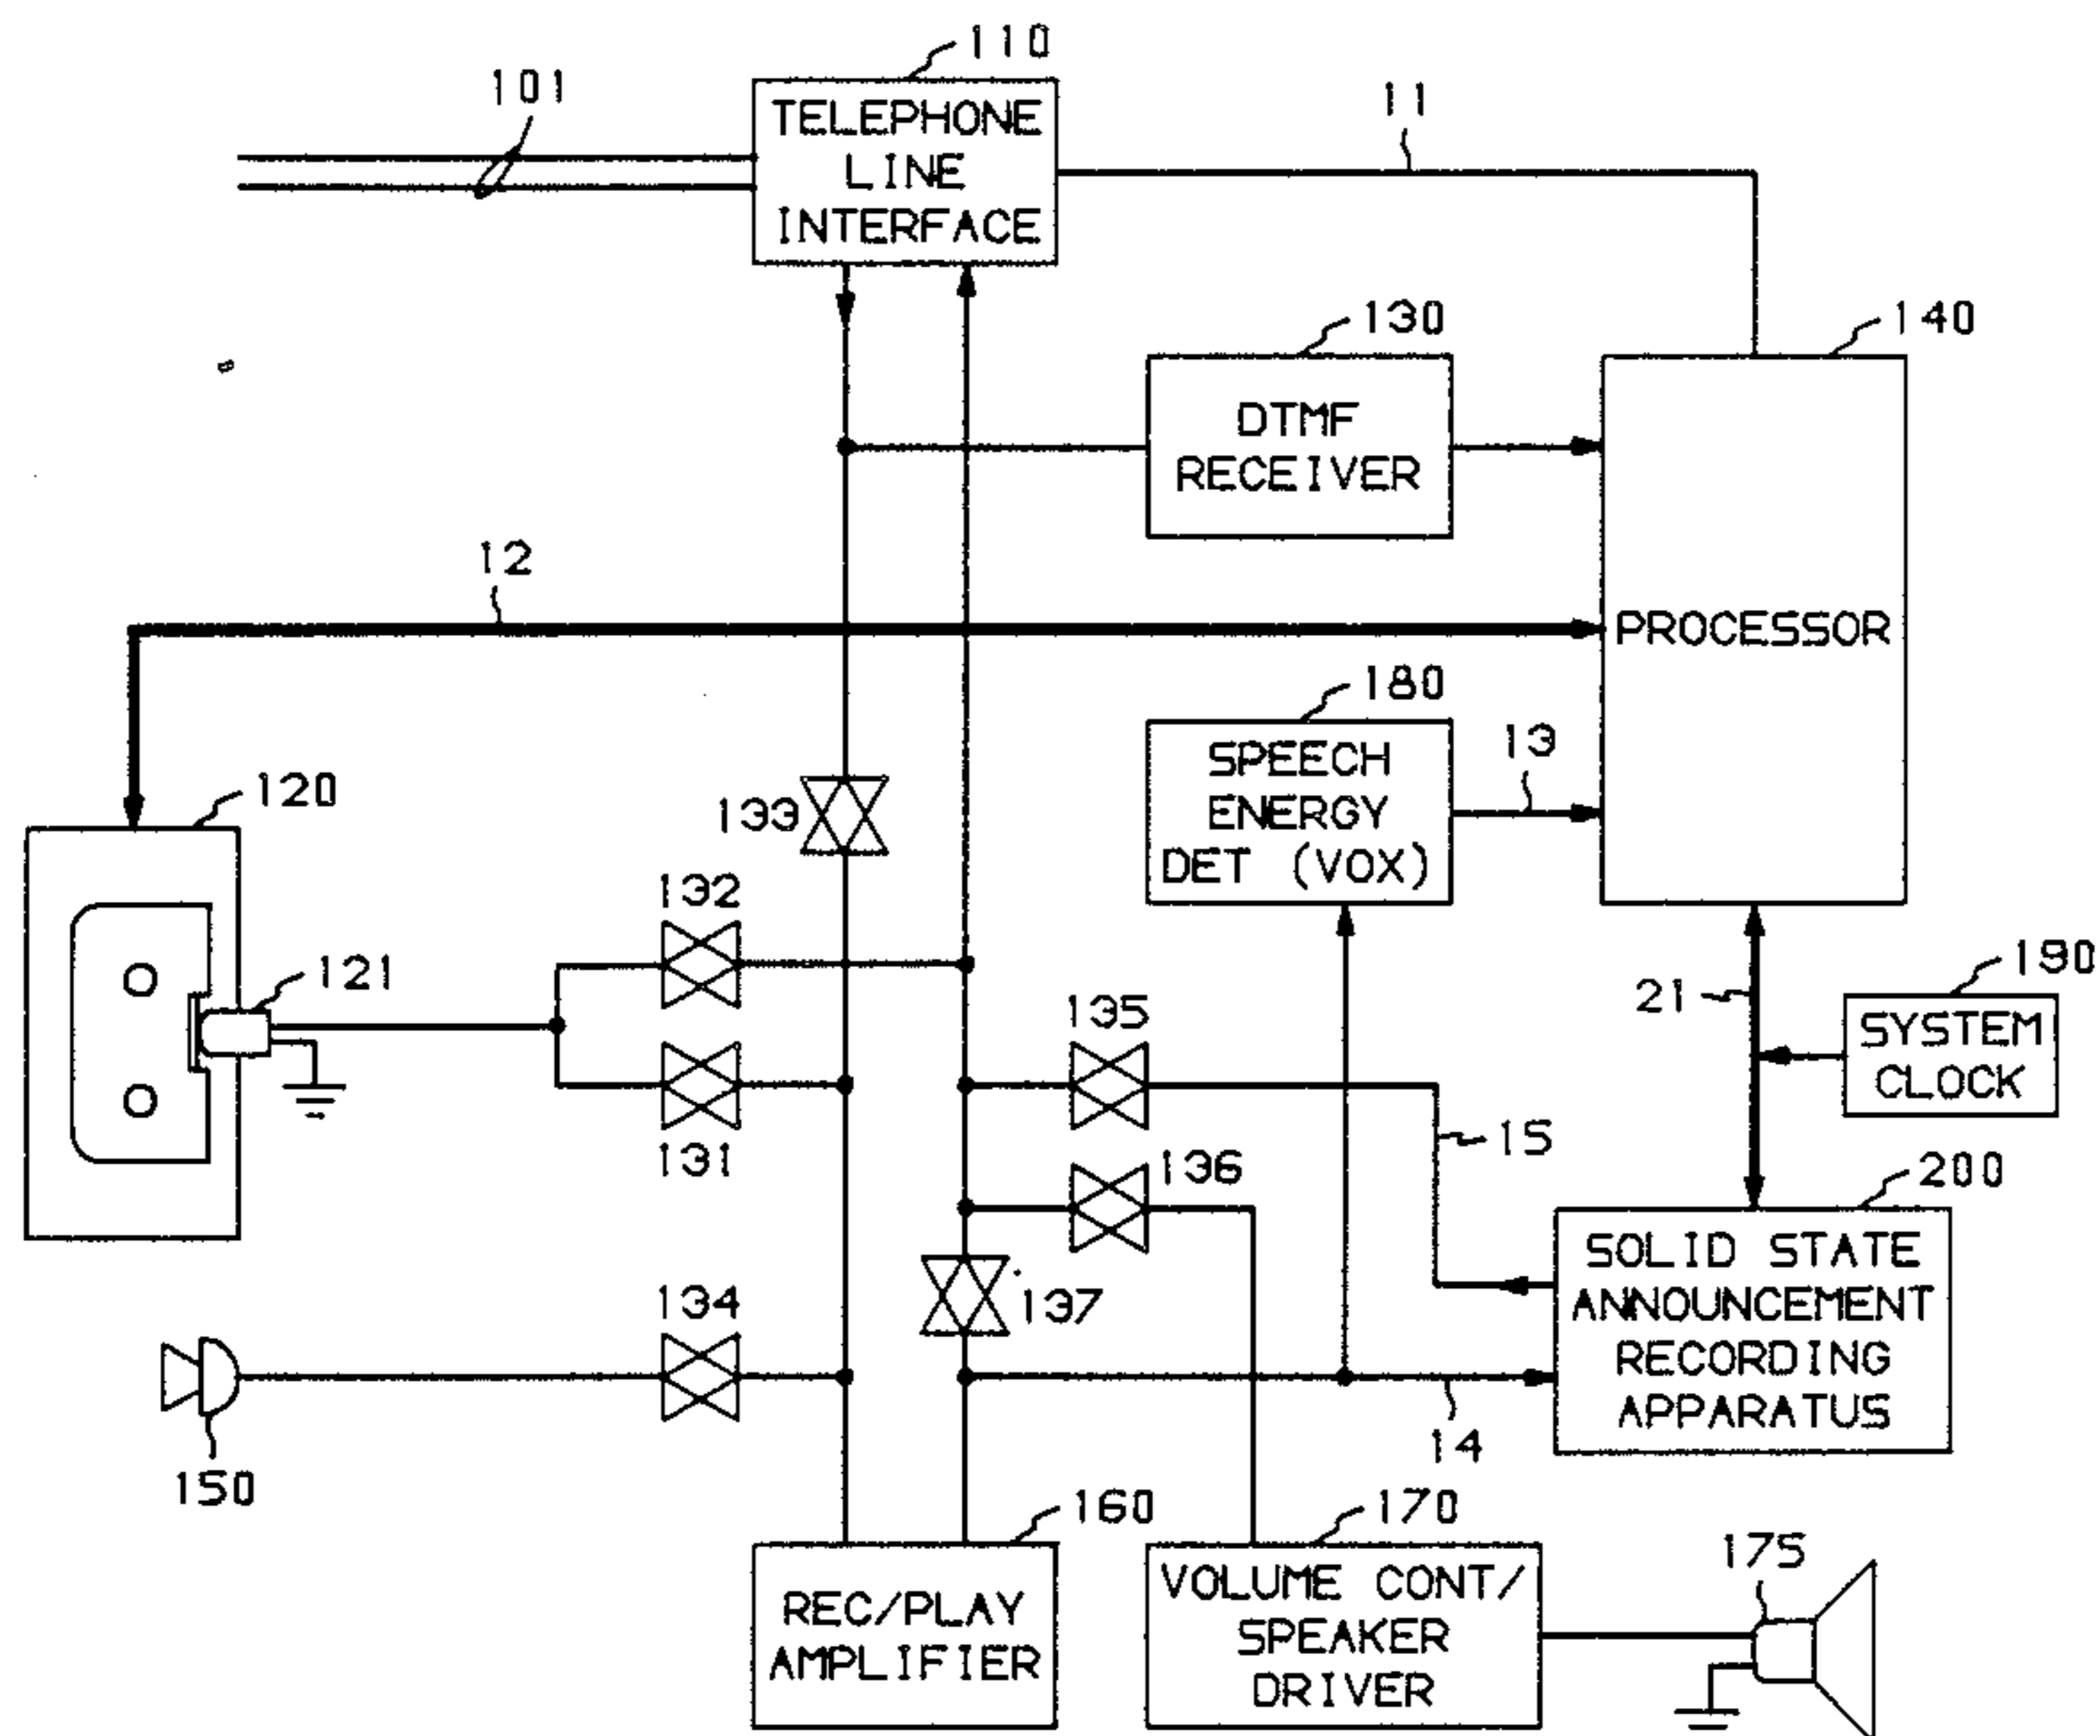 110
101
TELEPHONE
LINE
INTERFACE
11
130
140
DTMF
RECEIVER
12
PROCESSOR
180
SPEECH
ENERGY
DET (VOX)
13
120
133
132
121
131
135
136
21
190
SYSTEM
CLOCK
15
200
SOLID STATE
ANNOUNCEMENT
RECORDING
APPARATUS
134
137
14
150
160
REC/PLAY
AMPLIFIER
170
VOLUME CONT/
SPEAKER
DRIVER
175